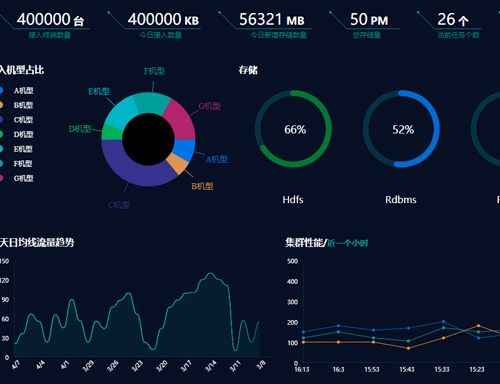 400000 台
接入终端数量
400000 KB
今日接入数量
56321 MB
今日新增存储数量
50 PM
总存储量
26 个
当前任务个数
入机型占比
A机型
B机型
C机型
D机型
E机型
F机型
G机型
F机型
E机型
G机型
D机型
A机型
B机型
C机型
存储
66%
52%
Hdfs
Rdbms
天日均线流量趋势
150
120
90
60
30
0
4/7
4/4
4/1
3/29
3/26
3/23
3/20
3/17
3/14
3/11
3/8
集群性能/近一个小时
500
400
300
200
100
0
16:13
16:3
15:53
15:43
15:33
15:23